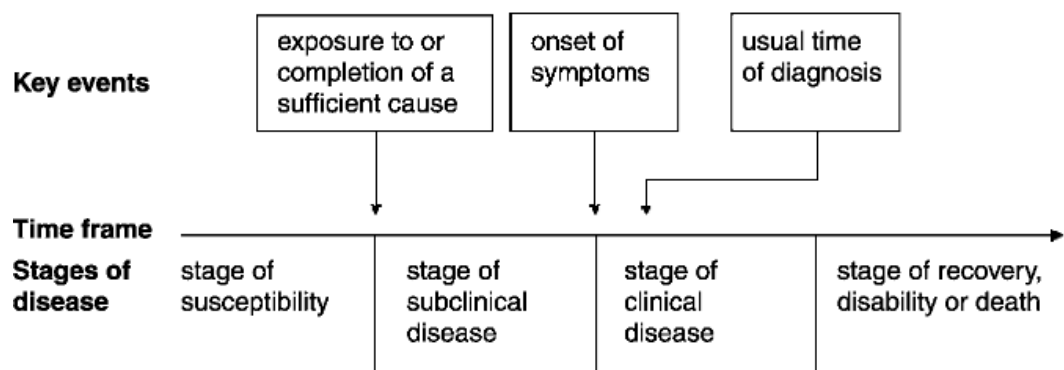 exposure to or
completion of a
sufficient cause
onset of
symptoms
usual time
of diagnosis
Key events
Time frame
Stages of
disease
stage of
susceptibility
stage of
subclinical
disease
stage of
clinical
disease
stage of recovery,
disability or death